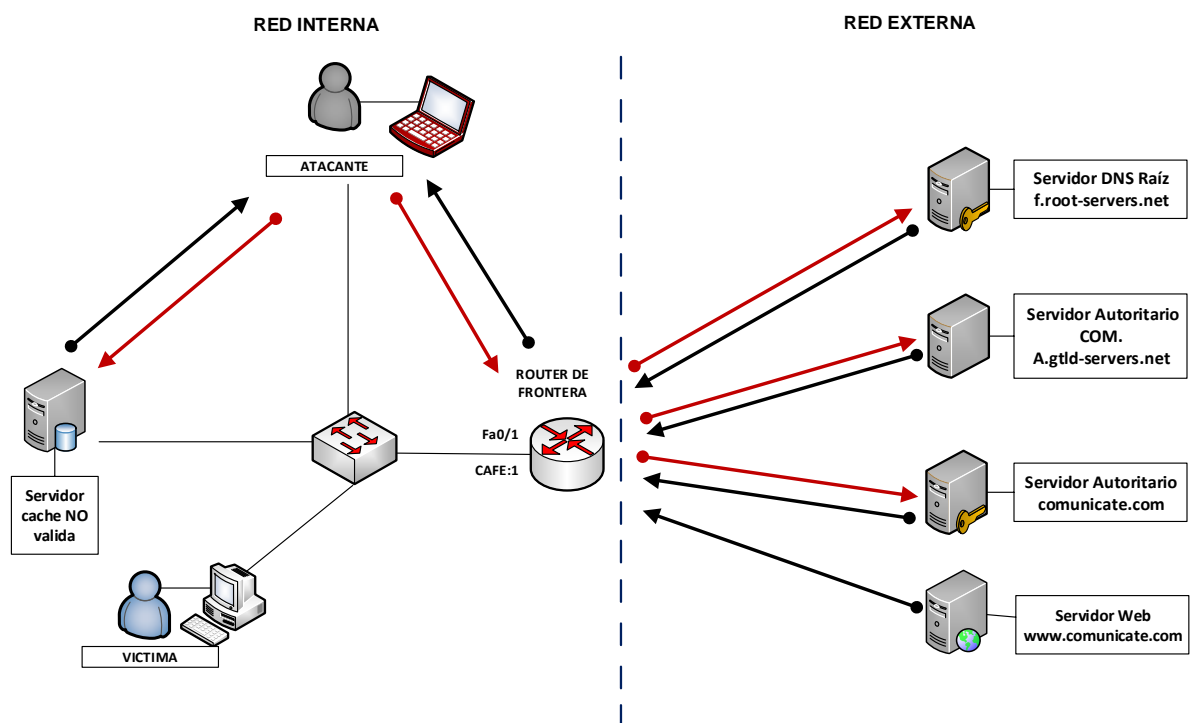 RED INTERNA
RED EXTERNA
ATACANTE
Servidor DNS Raíz
f.root-servers.net
Servidor Autoritario
COM.
A.gtld-servers.net
ROUTER DE
FRONTERA
Fa0/1
CAFE:1
Servidor
cache NO
valida
Servidor Autoritario
comunicate.com
VICTIMA
Servidor Web
www.comunicate.com